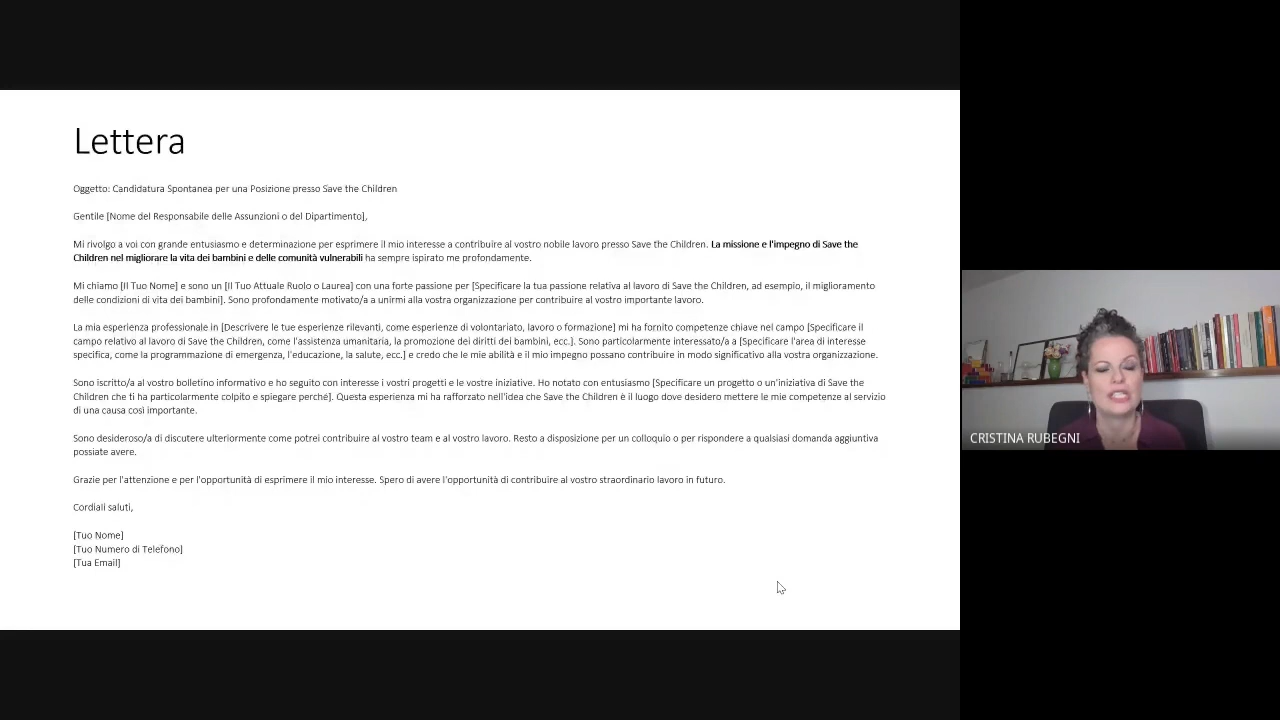 Lettera
Oggetto: Candidatura Spontanea per una Posizione presso Save the Children
Gentile [Nome del Responsabile delle Assunzioni o del Dipartimento],
Mi rivolgo a voi con grande entusiasmo e determinazione per esprimere il mio interesse a contribuire al vostro nobile lavoro presso Save the Children. La missione e l'impegno di Save the
Children nel migliorare la vita dei bambini e delle comunità vulnerabili ha sempre ispirato me profondamente.
Mi chiamo [Il Tuo Nome] e sono un [Il Tuo Attuale Ruolo o Laurea] con una forte passione per [Specificare la tua passione relativa al lavoro di Save the Children, ad esempio, il miglioramento
delle condizioni di vita dei bambini]. Sono profondamente motivato/a a unirmi alla vostra organizzazione per contribuire al vostro importante lavoro.
La mia esperienza professionale in [Descrivere le tue esperienze rilevanti, come esperienze di volontariato, lavoro o formazione] mi ha fornito competenze chiave nel campo [Specificare il
campo relativo al lavoro di Save the Children, come l'assistenza umanitaria, la promozione dei diritti dei bambini, ecc.]. Sono particolarmente interessato/a a [Specificare l'area di interesse
specifica, come la programmazione di emergenza, l'educazione, la salute, ecc.] e credo che le mie abilità e il mio impegno possano contribuire in modo significativo alla vostra organizzazione.
Sono iscritto/a al vostro bolletino informativo e ho seguito con interesse i vostri progetti e le vostre iniziative. Ho notato con entusiasmo [Specificare un progetto o un'iniziativa di Save the
Children che ti ha particolarmente colpito e spiegare perché]. Questa esperienza mi ha rafforzato nell'idea che Save the Children è il luogo dove desidero mettere le mie competenze al servizio
di una causa così importante.
Sono desideroso/a di discutere ulteriormente come potrei contribuire al vostro team e al vostro lavoro. Resto a disposizione per un colloquio o per rispondere a qualsiasi domanda aggiuntiva
possiate avere.
Grazie per l'attenzione e per l'opportunità di esprimere il mio interesse. Spero di avere l'opportunità di contribuire al vostro straordinario lavoro in futuro.
Cordiali saluti,
[Tuo Nome]
[Tuo Numero di Telefono]
[Tua Email]
CRISTINA RUBEGNI